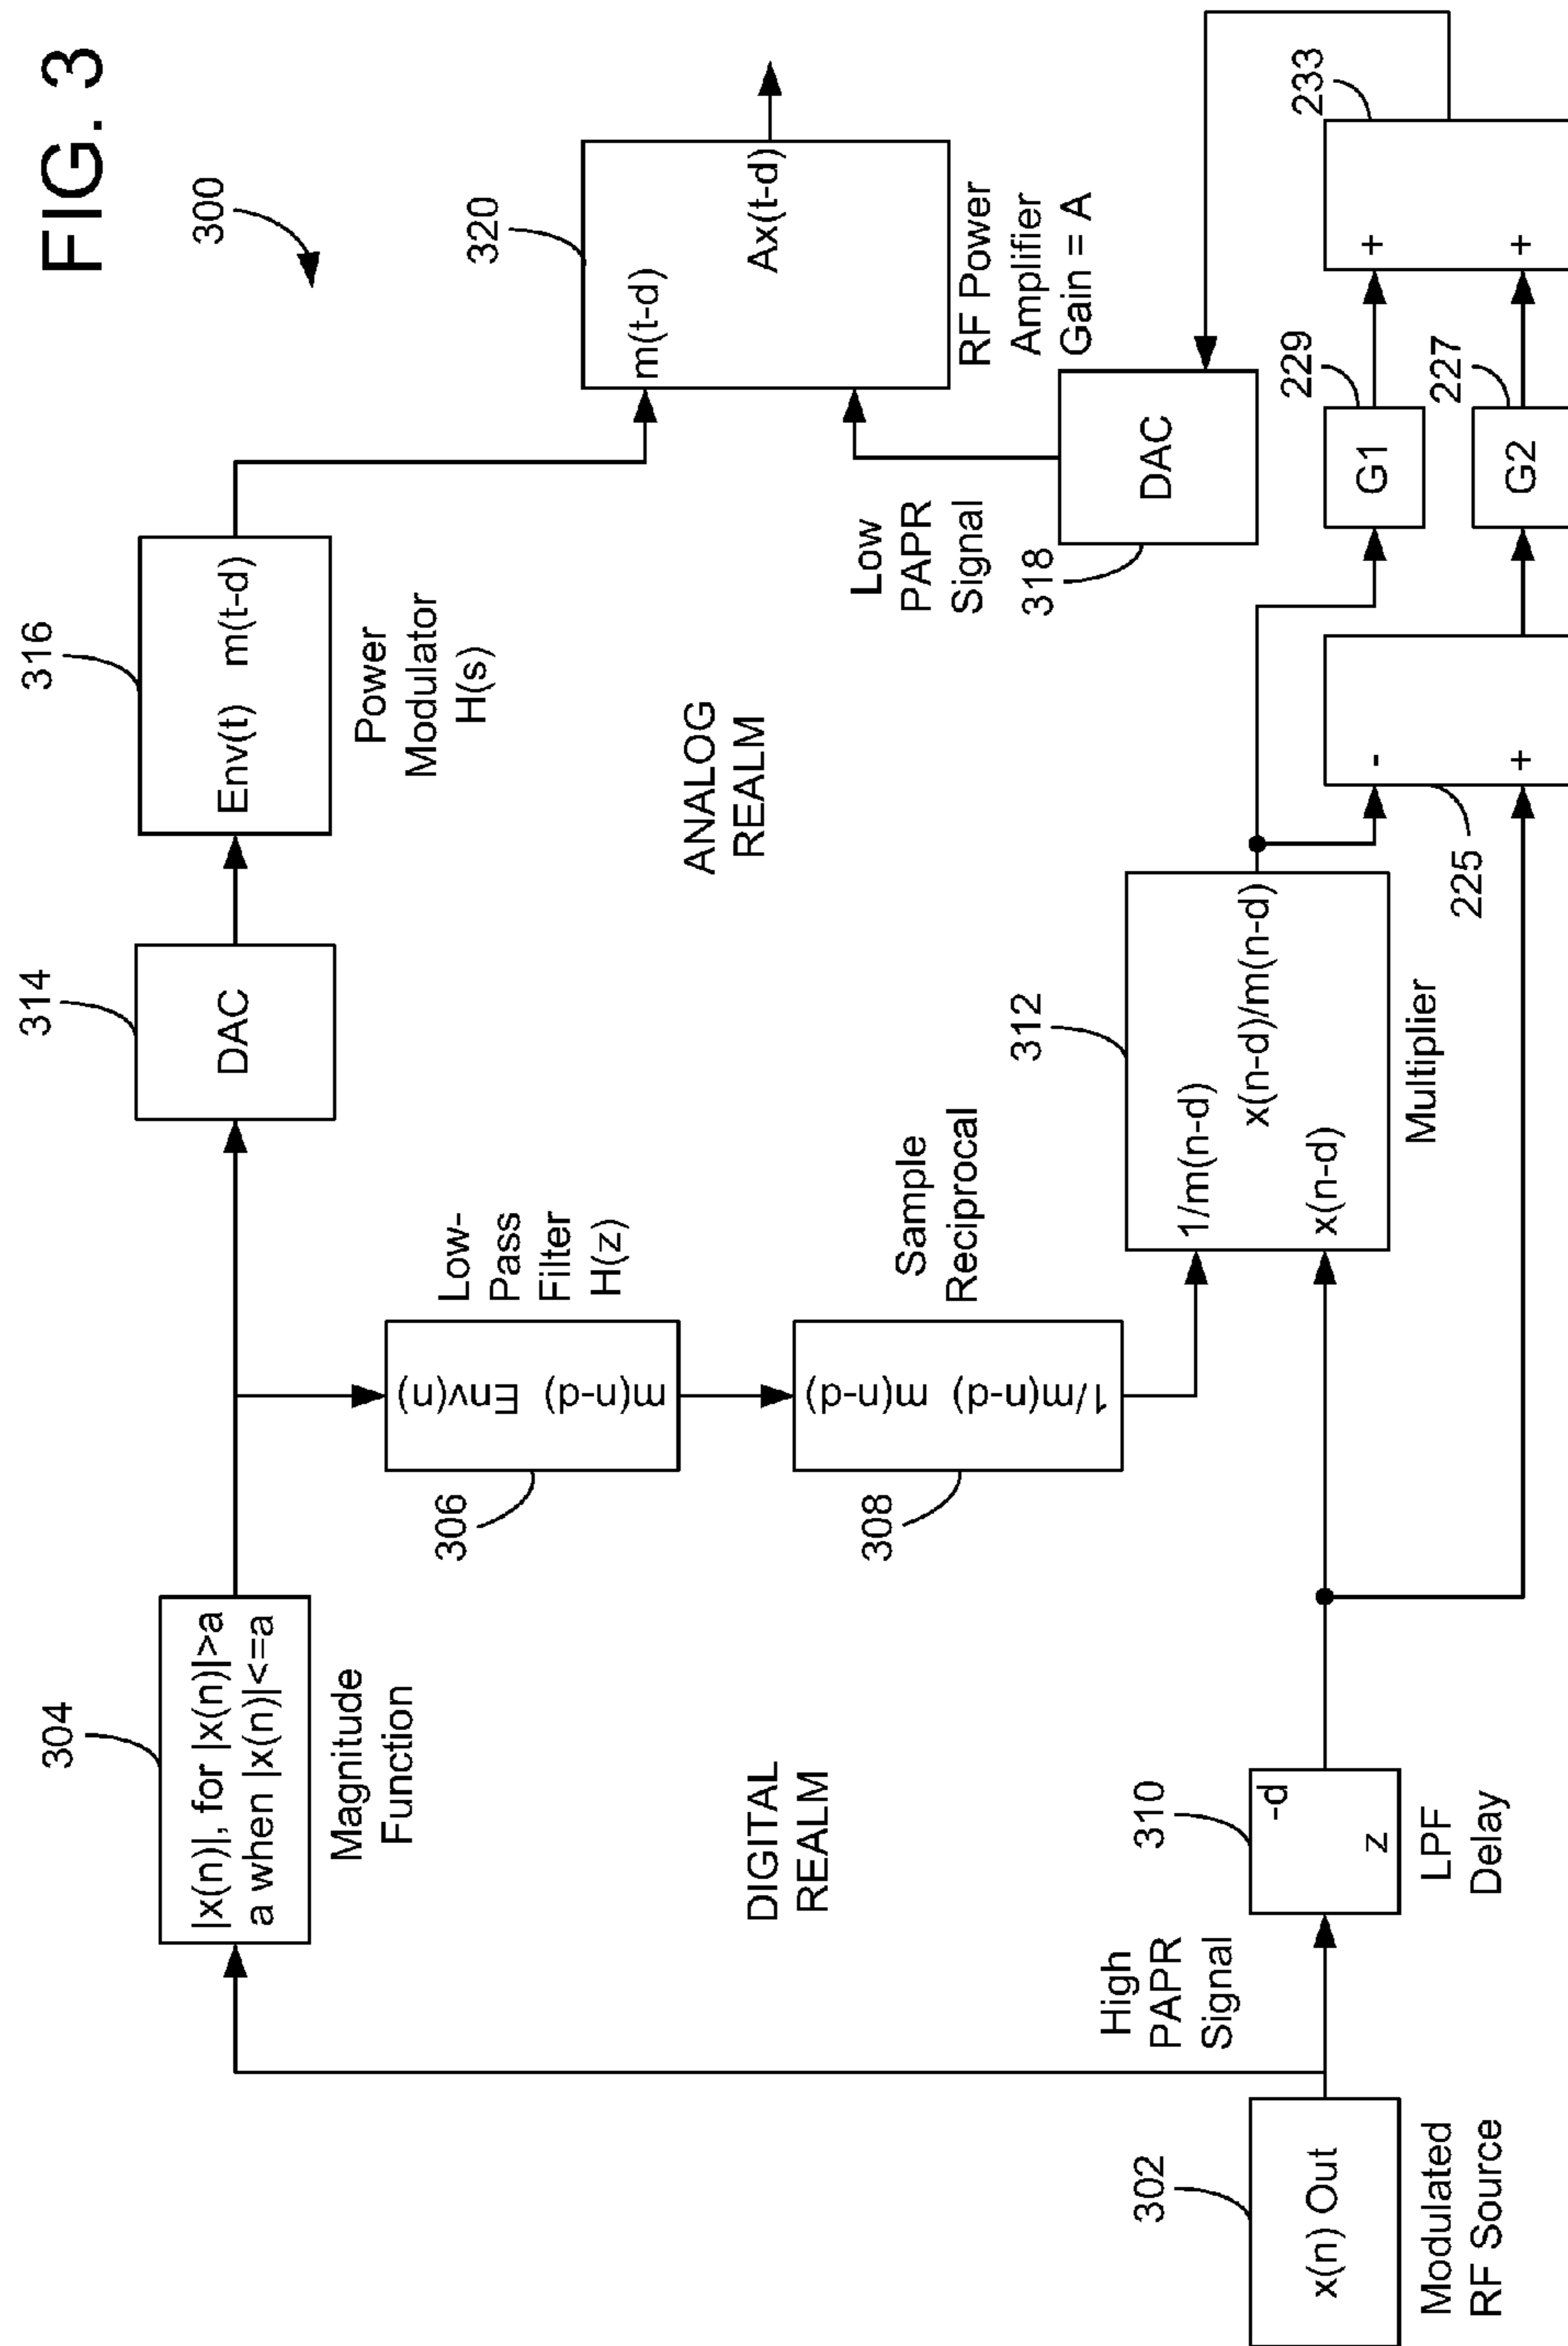 FIG. 3
300
304
|x(n)|, for |x(n)|>a
a when |x(n)|<=a
Magnitude
Function
314
DAC
316
Env(t) m(t-d)
Power
Modulator
H(s)
320
m(t-d)
Ax(t-d)
RF Power
Amplifier
Gain = A
306
Env(n)
m(n-d)
Low-
Pass
Filter
H(z)
308
m(n-d)
1/m(n-d)
Sample
Reciprocal
DIGITAL
REALM
ANALOG
REALM
302
x(n) Out
Modulated
RF Source
High
PAPR
Signal
310
z
-d
LPF
Delay
312
1/m(n-d)
x(n-d)/m(n-d)
x(n-d)
Multiplier
Low
PAPR
Signal
318
DAC
225
-
+
229
G1
227
G2
233
+
+